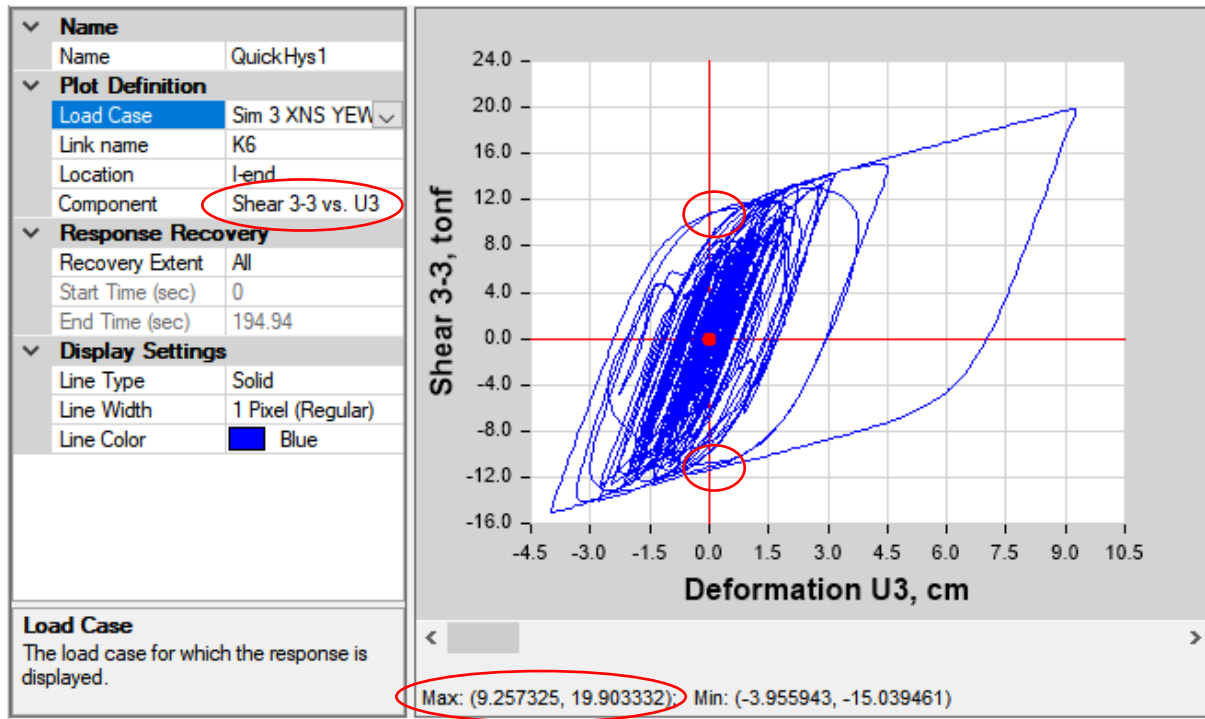 Name
Name QuickHys1
Plot Definition
Load Case Sim 3 XNS YEW
Link name K6
Location I-end
Component Shear 3-3 vs. U3
Response Recovery
Recovery Extent All
Start Time (sec) 0
End Time (sec) 194.94
Display Settings
Line Type Solid
Line Width 1 Pixel (Regular)
Line Color Blue
Load Case
The load case for which the response is
displayed.
24.0
20.0
16.0
12.0
8.0
4.0
0.0
-4.0
-8.0
-12.0
-16.0
Shear 3-3, tonf
-4.5 -3.0 -1.5 0.0 1.5 3.0 4.5 6.0 7.5 9.0 10.5
Deformation U3, cm
Max: (9.257325, 19.903332); Min: (-3.955943, -15.039461)